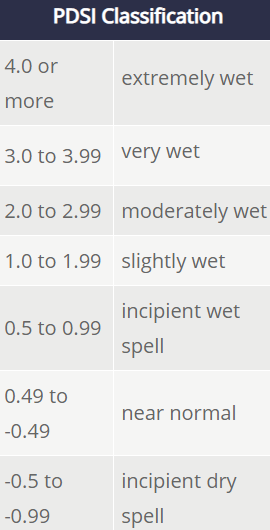 PDSI Classification
4.0 or
more
extremely wet
3.0 to 3.99
very wet
2.0 to 2.99
moderately wet
1.0 to 1.99
slightly wet
0.5 to 0.99
incipient wet
spell
0.49 to
-0.49
near normal
-0.5 to
-0.99
incipient dry
spell